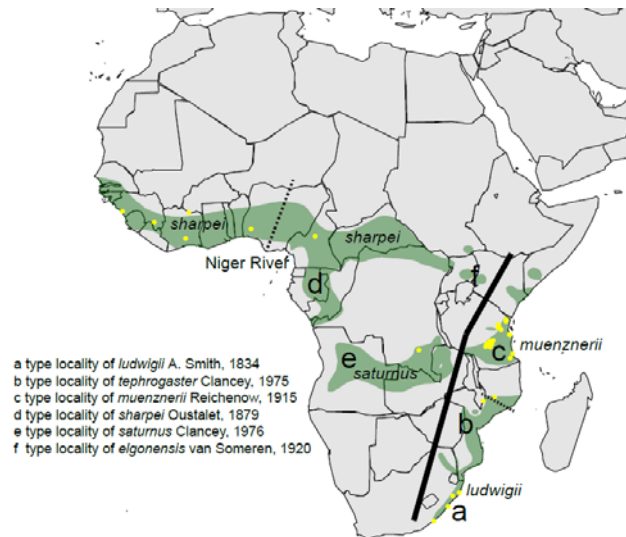 sharpei
sharpei
Niger River
f
d
c
muenznerii
e
saturnus
a type locality of ludwigii A. Smith, 1834
b type locality of tephrogaster Clancey, 1975
c type locality of muenznerii Reichenow, 1915
d type locality of sharpei Oustalet, 1879
e type locality of saturnus Clancey, 1976
f type locality of elgonensis van Someren, 1920
b
ludwigii
a